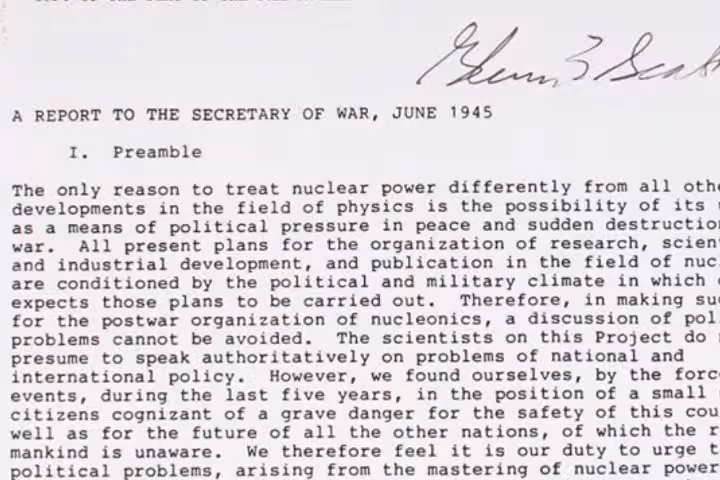 Glenn T Seab
A REPORT TO THE SECRETARY OF WAR, JUNE 1945
I. Preamble
The only reason to treat nuclear power differently from all othe
developments in the field of physics is the possibility of its
as a means of political pressure in peace and sudden destruction
war. All present plans for the organization of research, scien
and industrial development, and publication in the field of nuc
are conditioned by the political and military climate in which
expects those plans to be carried out. Therefore, in making su
for the postwar organization of nucleonics, a discussion of pol
problems cannot be avoided. The scientists on this Project do
presume to speak authoritatively on problems of national and
international policy. However, we found ourselves, by the force
events, during the last five years, in the position of a small
citizens cognizant of a grave danger for the safety of this cou
well as for the future of all the other nations, of which the r
mankind is unaware. We therefore feel it is our duty to urge t
political problems, arising from the mastering of nuclear power